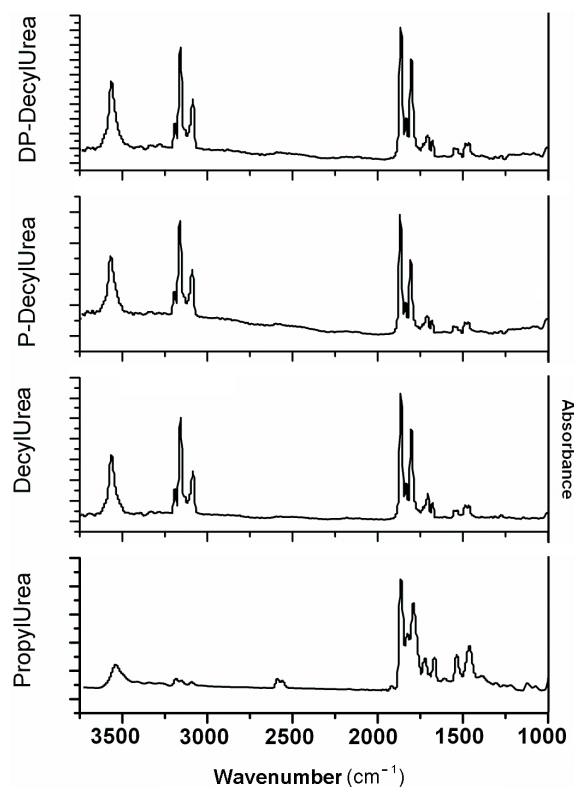 DP-DecylUrea
P-DecylUrea
DecylUrea
Absorbance
PropylUrea
3500 3000 2500 2000 1500 1000
Wavenumber (cm⁻¹)